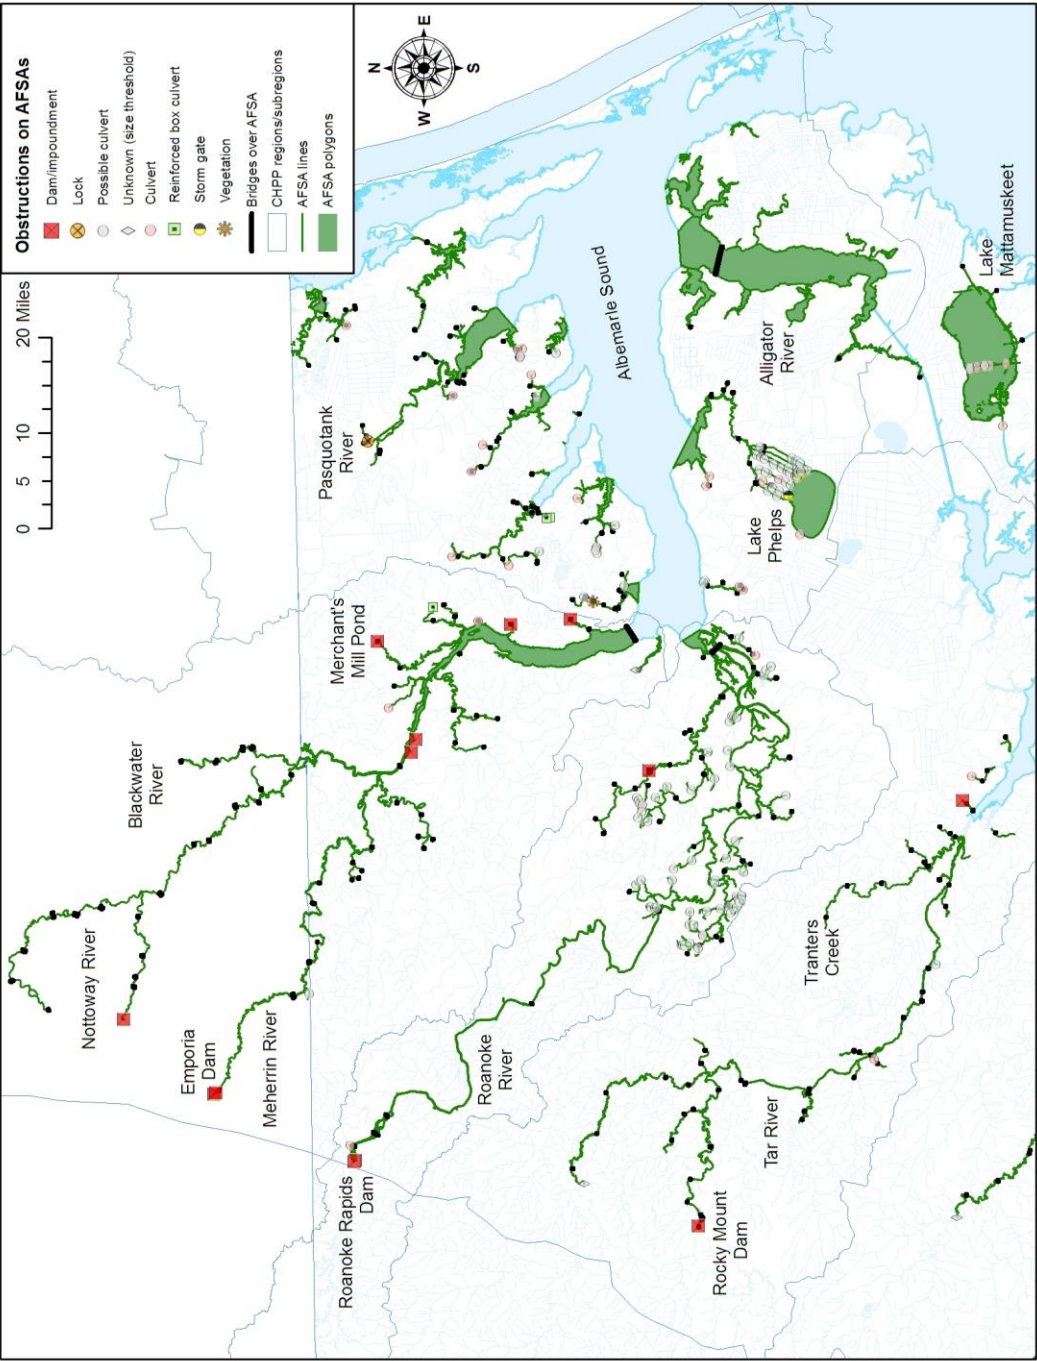 Obstructions on AFSAs
Dam/impoundment
Lock
Possible culvert
Unknown (size threshold)
Culvert
Reinforced box culvert
Storm gate
Vegetation
Bridges over AFSA
CHPP regions/subregions
AFSA lines
AFSA polygons
N
E
S
W
0
5
10
20 Miles
Nottoway River
Blackwater
River
Emporia
Dam
Meherrin River
Merchant's
Mill Pond
Pasquotank
River
Roanoke Rapids
Dam
Roanoke
River
Albemarle Sound
Rocky Mount
Dam
Tar River
Tranters
Creek
Lake
Phelps
Alligator
River
Lake
Mattamuskeet